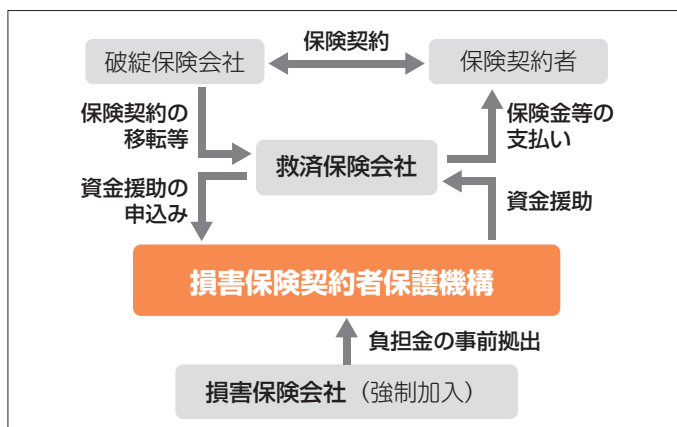 保険契約
破綻保険会社
保険契約者
保険契約の
移転等
保険金等の
支払い
救済保険会社
資金援助の
申込み
資金援助
損害保険契約者保護機構
負担金の事前拠出
損害保険会社（強制加入）